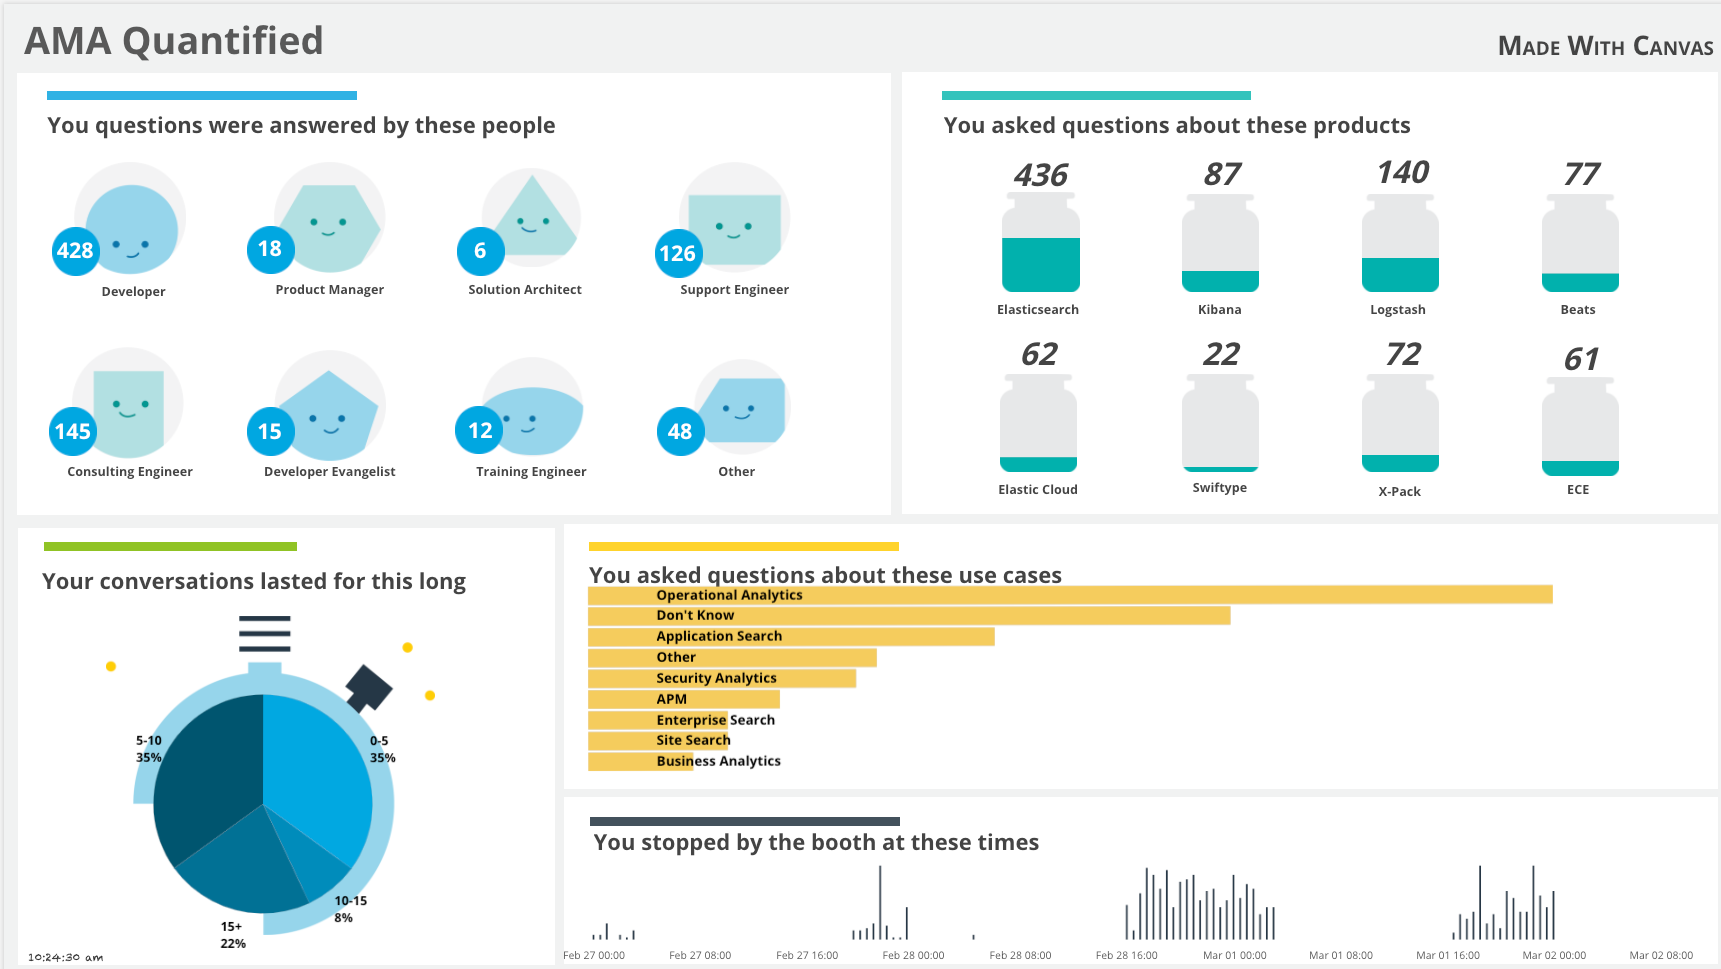 AMA Quantified
Made With Canvas
You questions were answered by these people
428
18
6
126
Developer
Product Manager
Solution Architect
Support Engineer
145
15
12
48
Consulting Engineer
Developer Evangelist
Training Engineer
Other
You asked questions about these products
436
87
140
77
Elasticsearch
Kibana
Logstash
Beats
62
22
72
61
Elastic Cloud
Swiftype
X-Pack
ECE
Your conversations lasted for this long
5-10
35%
0-5
35%
10-15
8%
15+
22%
10:24:30 am
You asked questions about these use cases
Operational Analytics
Don't Know
Application Search
Other
Security Analytics
APM
Enterprise Search
Site Search
Business Analytics
You stopped by the booth at these times
Feb 27 00:00
Feb 27 08:00
Feb 27 16:00
Feb 28 00:00
Feb 28 08:00
Feb 28 16:00
Mar 01 00:00
Mar 01 08:00
Mar 01 16:00
Mar 02 00:00
Mar 02 08:00